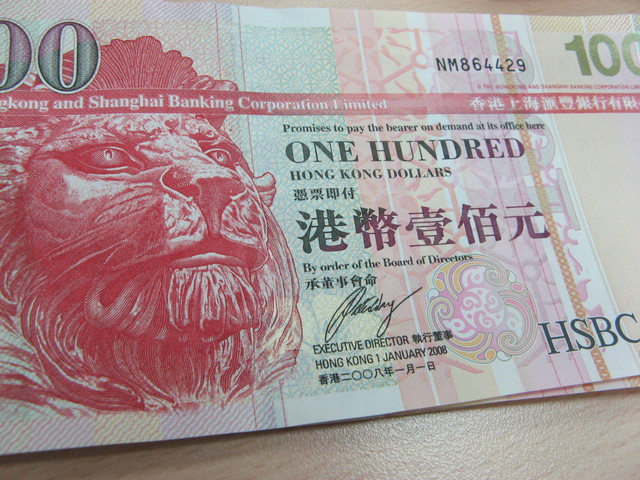 00
NM864429
100
ngkong and Shanghai Banking Corporation Limited
香港上海滙豐銀行有限
Promises to pay the bearer on demand at its office here
ONE HUNDRED
HONG KONG DOLLARS
憑票即付
港幣壹佰元
By order of the Board of Directors
承董事會命
EXECUTIVE DIRECTOR 執行董事
HONG KONG 1 JANUARY 2008
香港二〇〇八年一月一日
HSBC